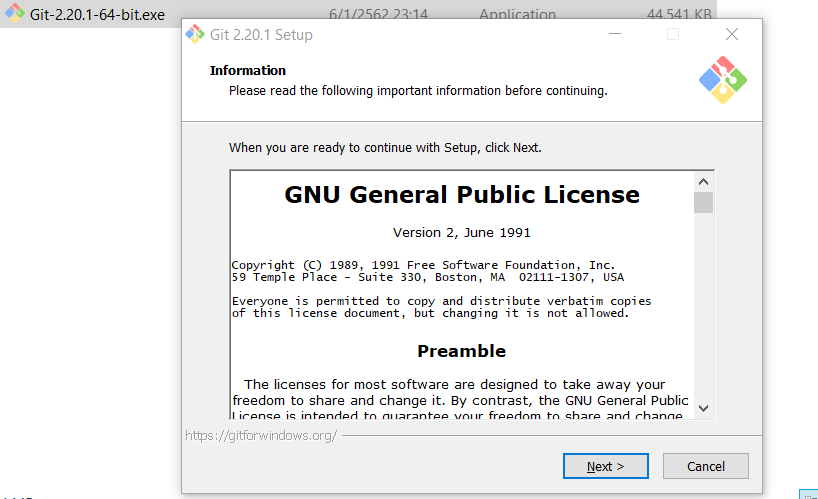 Git-2.20.1-64-bit.exe 6/1/2562 23:14 Application 44,541 KB
Git 2.20.1 Setup
Information
Please read the following important information before continuing.
When you are ready to continue with Setup, click Next.
GNU General Public License
Version 2, June 1991
Copyright (C) 1989, 1991 Free Software Foundation, Inc.
59 Temple Place - Suite 330, Boston, MA  02111-1307, USA
Everyone is permitted to copy and distribute verbatim copies
of this license document, but changing it is not allowed.
Preamble
The licenses for most software are designed to take away your
freedom to share and change it. By contrast, the GNU General Public
License is intended to guarantee your freedom to share and change
https://gitforwindows.org/
Next >
Cancel